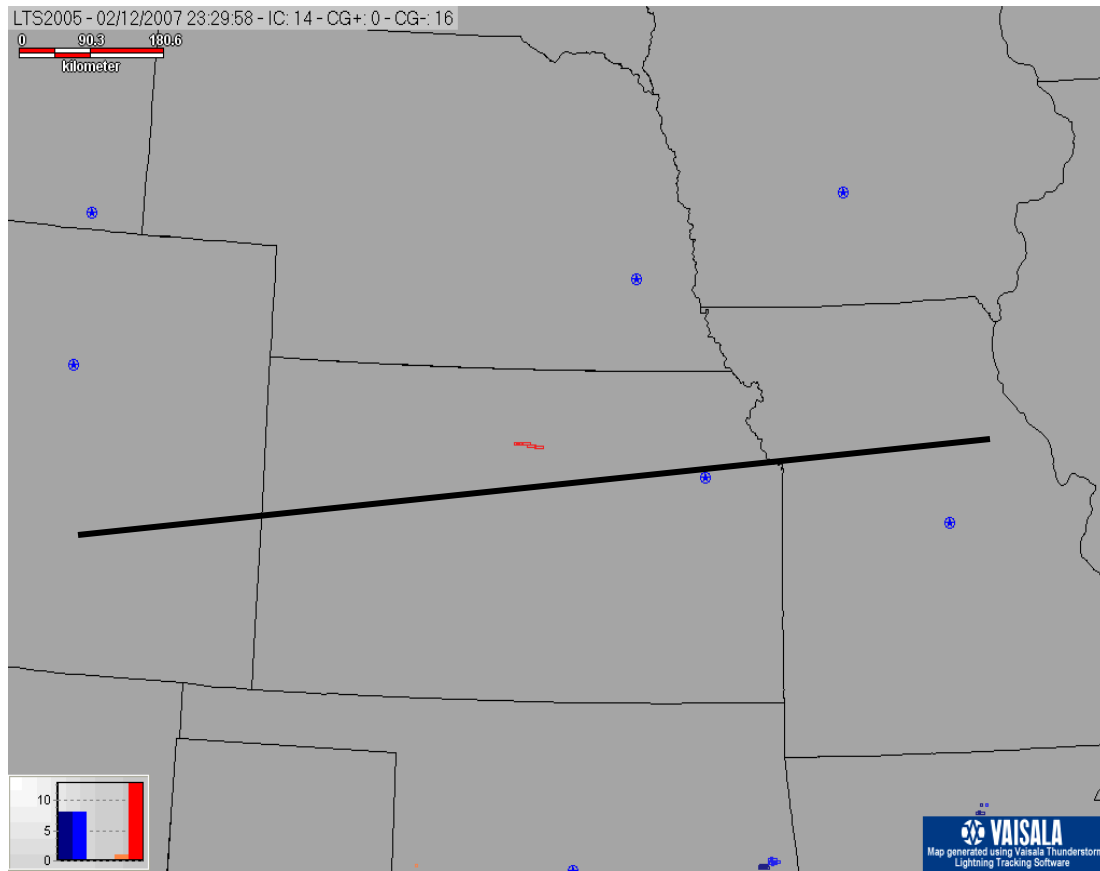 LTS2005 - 02/12/2007 23:29:58 - IC: 14 - CG+: 0 - CG-: 16
0 90.3 180.6
kilometer
10
5
0
VAISALA
Map generated using Vaisala Thunderstorm
Lightning Tracking Software